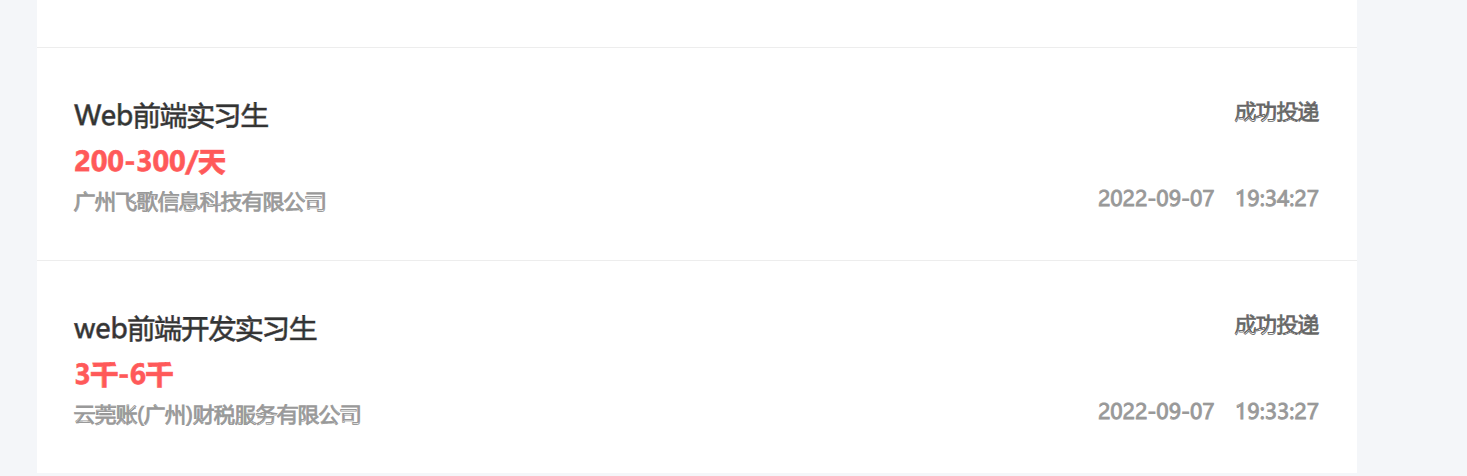 Web前端实习生
成功投递
200-300/天
广州飞歌信息科技有限公司
2022-09-07 19:34:27
web前端开发实习生
成功投递
3千-6千
云莞账(广州)财税服务有限公司
2022-09-07 19:33:27